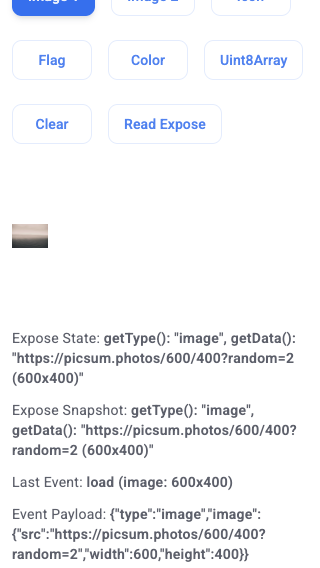 Flag Color Uint8Array
Clear Read Expose
Expose State: getType(): "image", getData():
"https://picsum.photos/600/400?random=2
(600x400)"
Expose Snapshot: getType(): "image",
getData(): "https://picsum.photos/600/400?
random=2 (600x400)"
Last Event: load (image: 600x400)
Event Payload: {"type":"image","image":
{"src":"https://picsum.photos/600/400?
random=2","width":600,"height":400}}